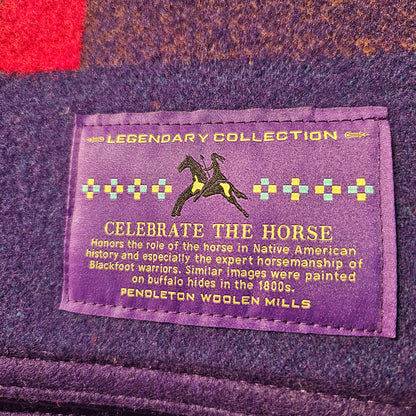 LEGENDARY COLLECTION
CELEBRATE THE HORSE
Honors the role of the horse in Native American
history and especially the expert horsemanship of
Blackfoot warriors. Similar images were painted
on buffalo hides in the 1800s.
PENDLETON WOOLEN MILLS